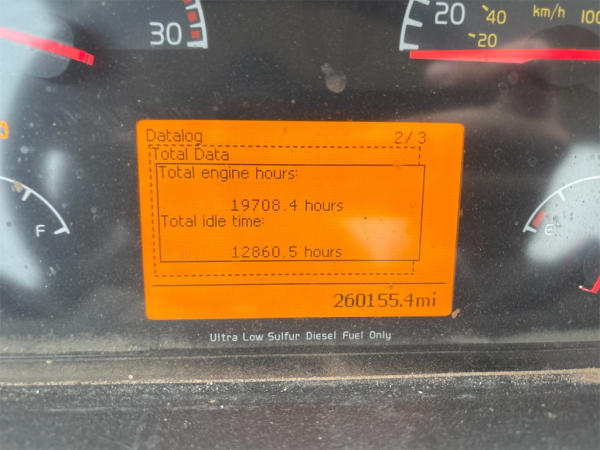 30
20
40
km/h
100
20
Datalog 2/3
Total Data
Total engine hours:
19708.4 hours
Total idle time:
12860.5 hours
260155.4mi
F
E
Ultra Low Sulfur Diesel Fuel Only